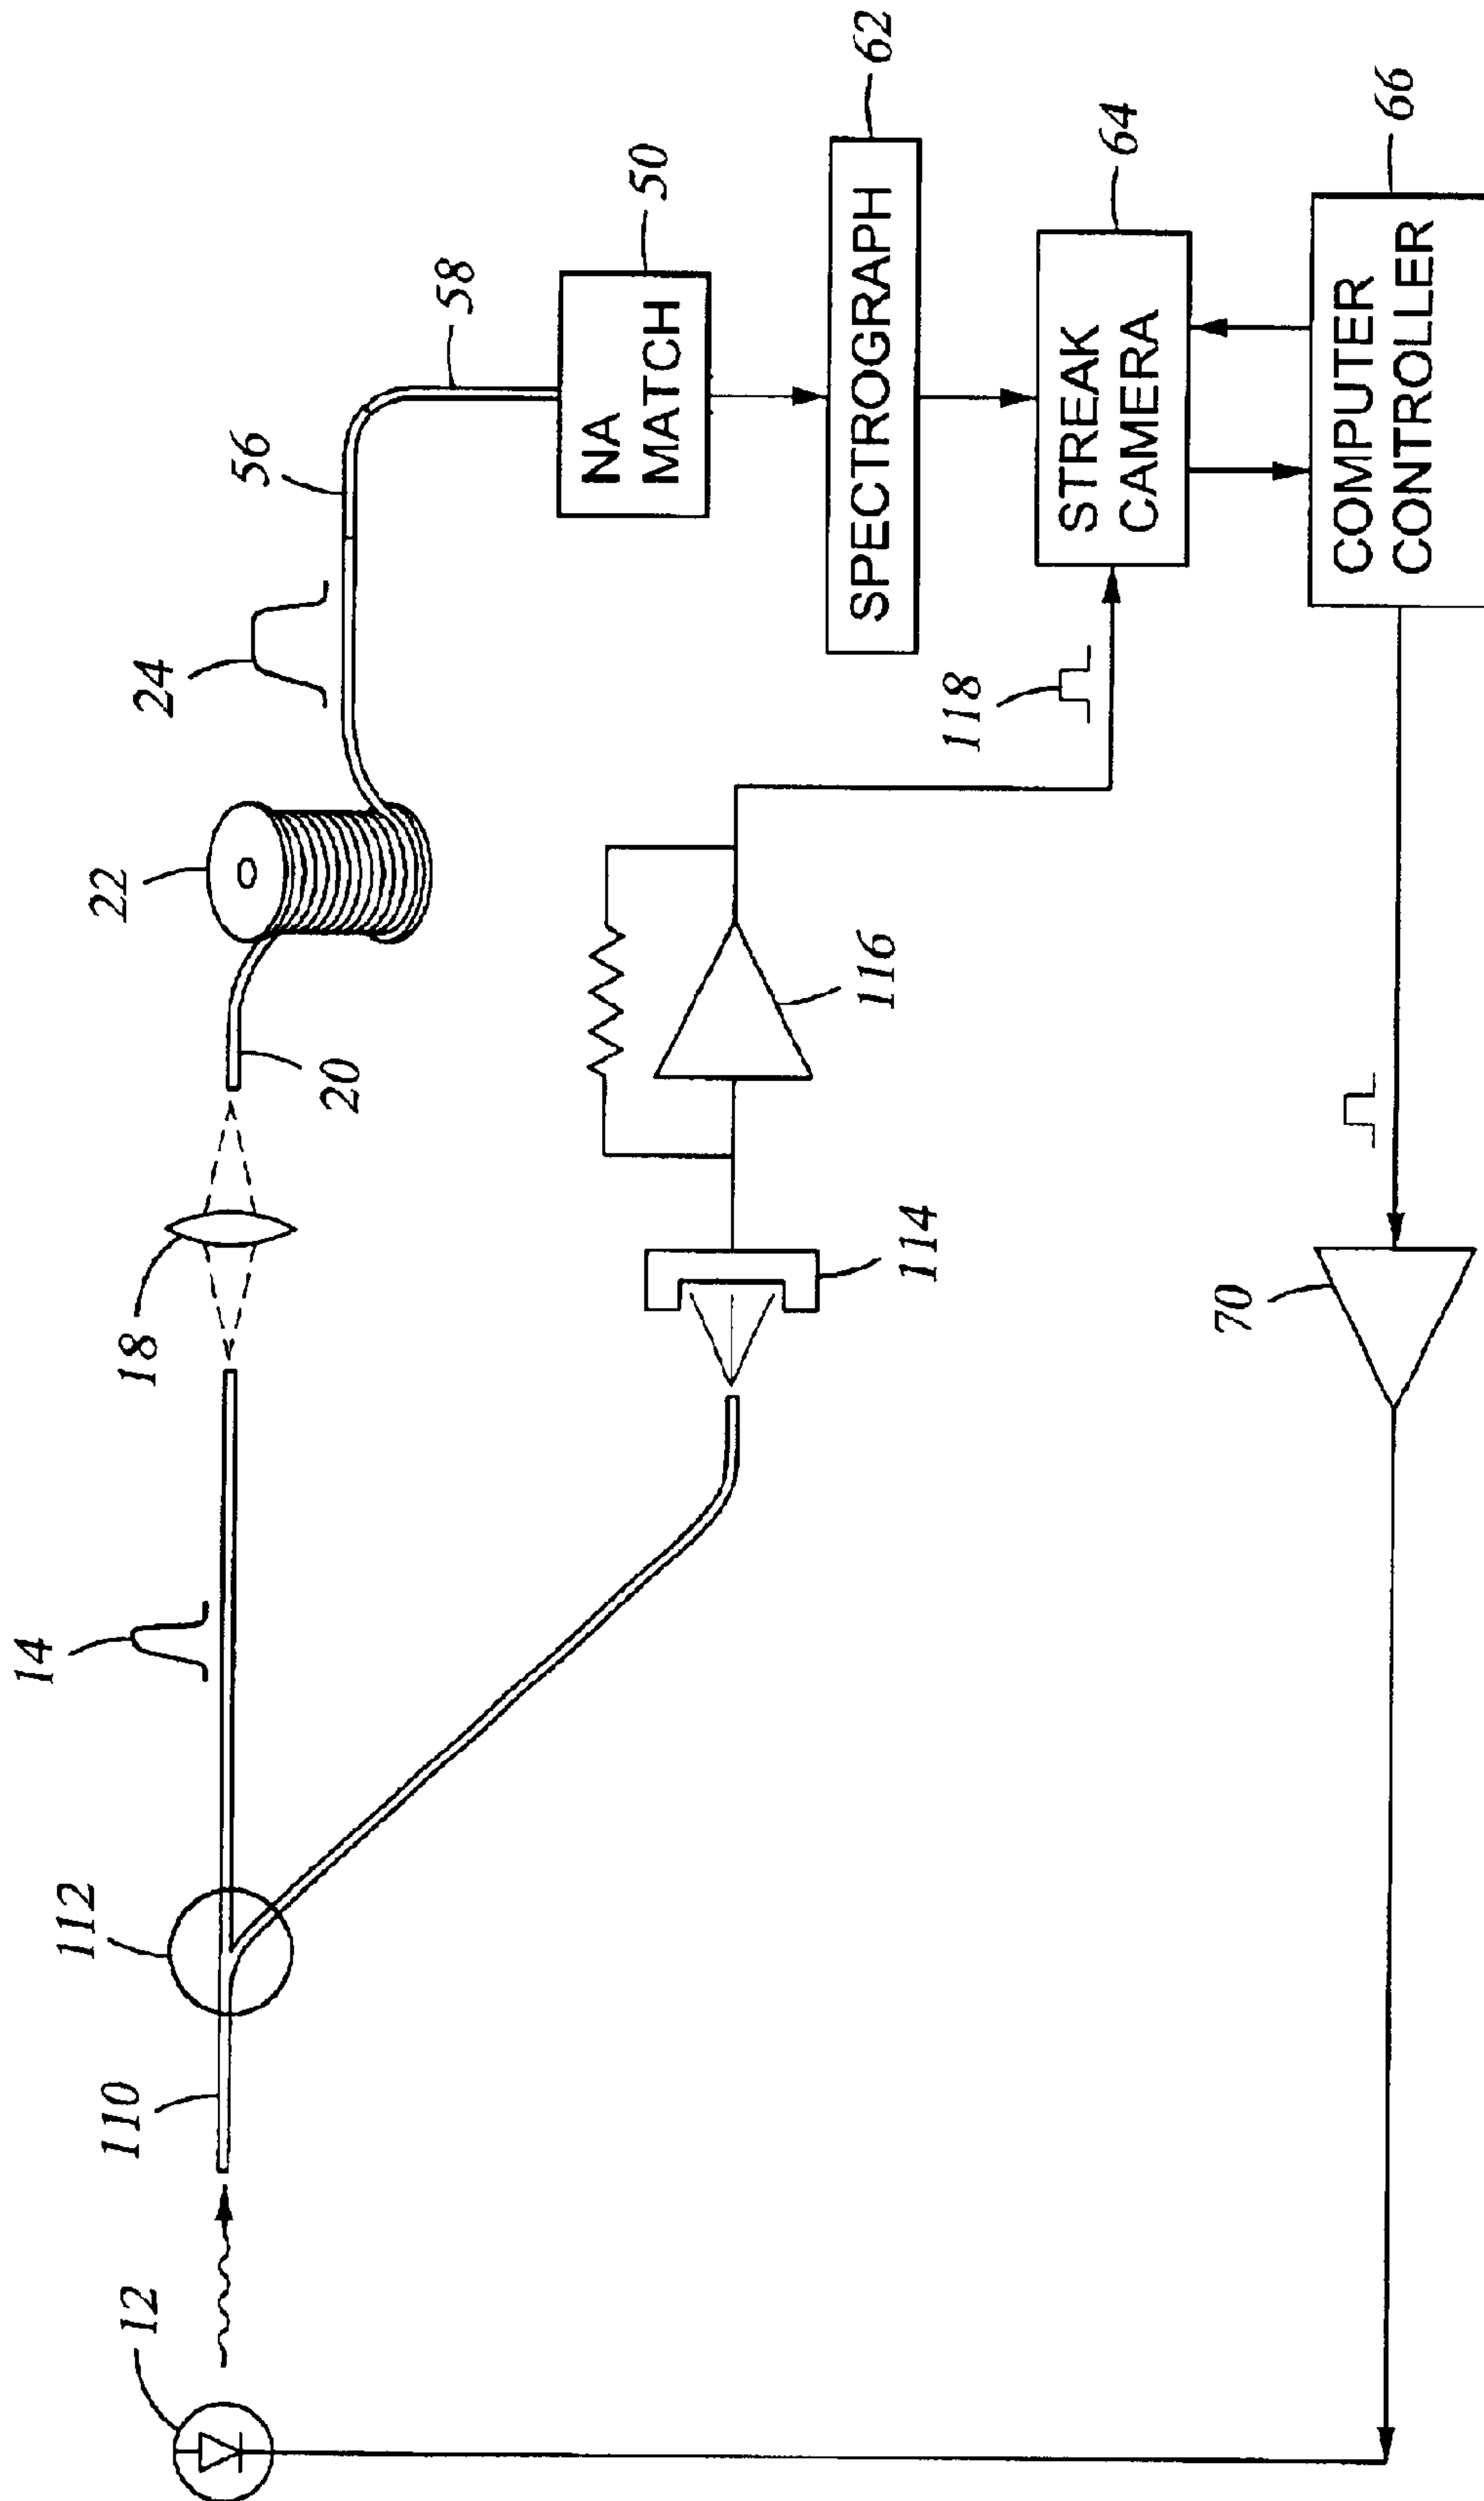 12
110
112
14
18
20
22
24
56
58
NA
MATCH
50
SPECTROGRAPH
62
114
116
118
STREAK
CAMERA
64
70
COMPUTER
CONTROLLER
66